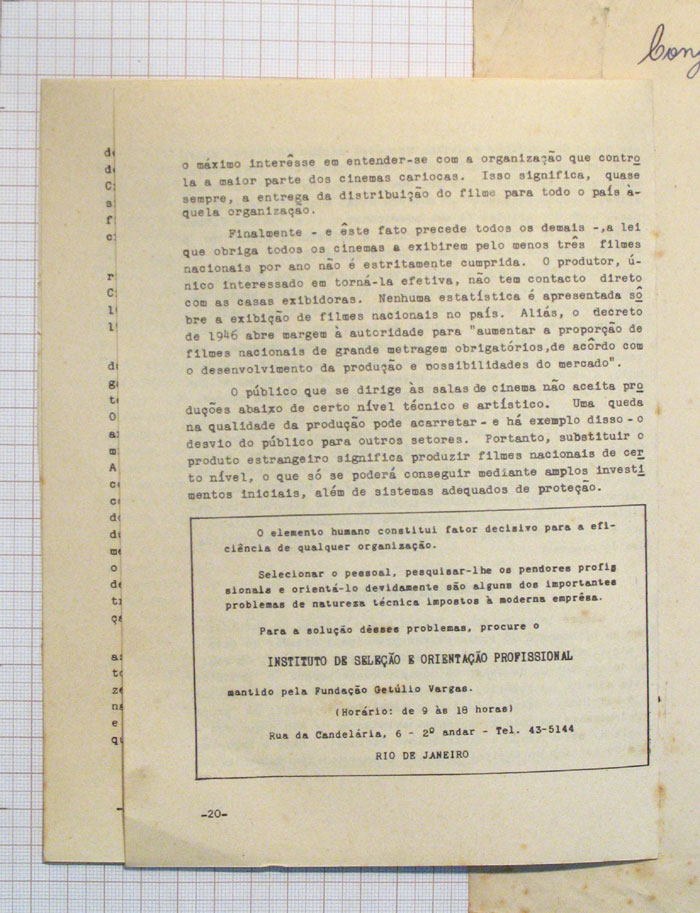 Conj
o máximo interêsse em entender-se com a organização que contro
la a maior parte dos cinemas cariocas. Isso significa, quase
sempre, a entrega da distribuição do filme para todo o país à-
quela organização.
Finalmente - e êste fato precede todos os demais -,a lei
que obriga todos os cinemas a exibirem pelo menos três filmes
nacionais por ano não é estritamente cumprida. O produtor, ú-
nico interessado em torná-la efetiva, não tem contacto direto
com as casas exibidoras. Nenhuma estatística é apresentada sô
bre a exibição de filmes nacionais no país. Aliás, o decreto
de 1946 abre margem à autoridade para "aumentar a proporção de
filmes nacionais de grande metragem obrigatórios,de acôrdo com
o desenvolvimento da produção e possibilidades do mercado".
O público que se dirige às salas de cinema não aceita pro
duções abaixo de certo nível técnico e artístico. Uma queda
na qualidade da produção pode acarretar - e há exemplo disso - o
desvio do público para outros setores. Portanto, substituir o
produto estrangeiro significa produzir filmes nacionais de cer
to nível, o que só se poderá conseguir mediante amplos investi
mentos iniciais, além de sistemas adequados de proteção.
O elemento humano constitui fator decisivo para a efi-
ciência de qualquer organização.
Selecionar o pessoal, pesquisar-lhe os pendores profis
sionais e orientá-lo devidamente são alguns dos importantes
problemas de natureza técnica impostos à moderna emprêsa.
Para a solução dêsses problemas, procure o
INSTITUTO DE SELEÇÃO E ORIENTAÇÃO PROFISSIONAL
mantido pela Fundação Getúlio Vargas.
(Horário: de 9 às 18 horas)
Rua da Candelária, 6 - 2º andar - Tel. 43-5144
RIO DE JANEIRO
-20-